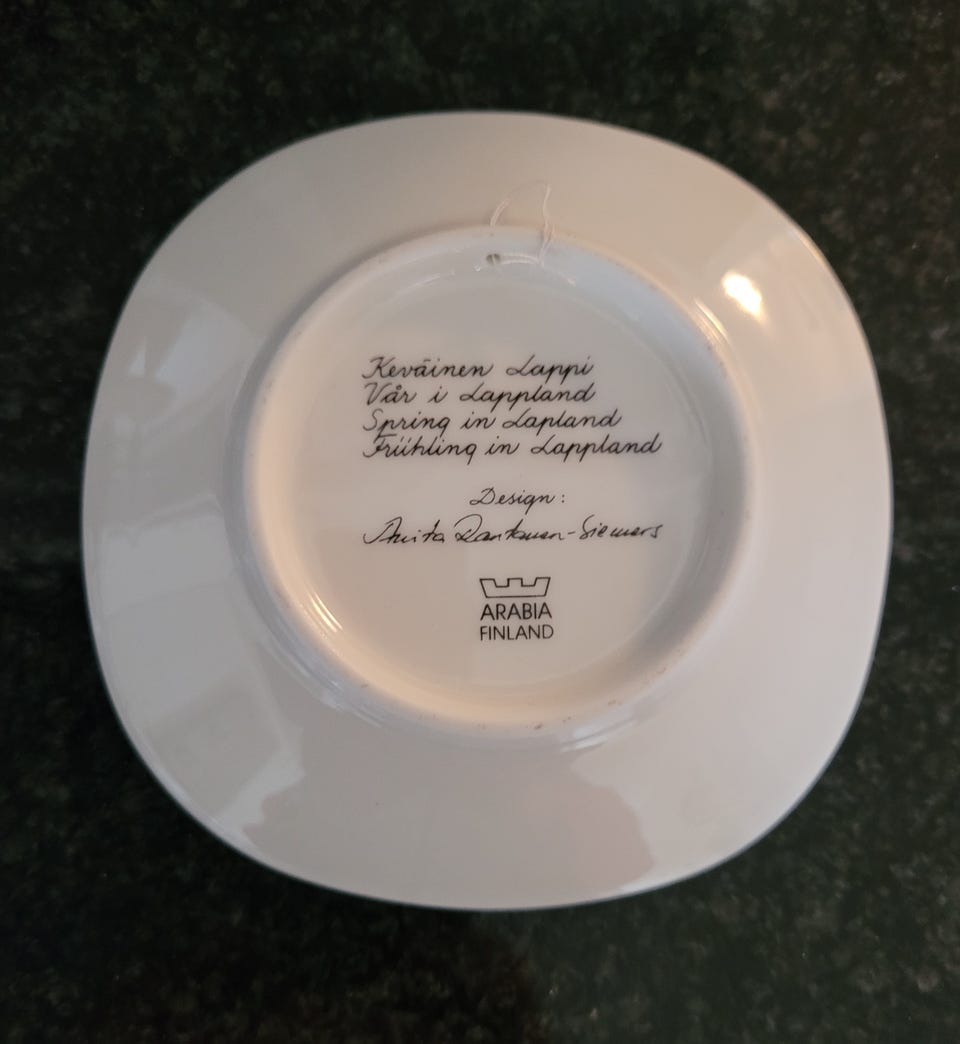 Keväinen Lappi
Vår i Lappland
Spring in Lapland
Frühling in Lappland
Design:
Anita Rantanen-Siemers
ARABIA
FINLAND